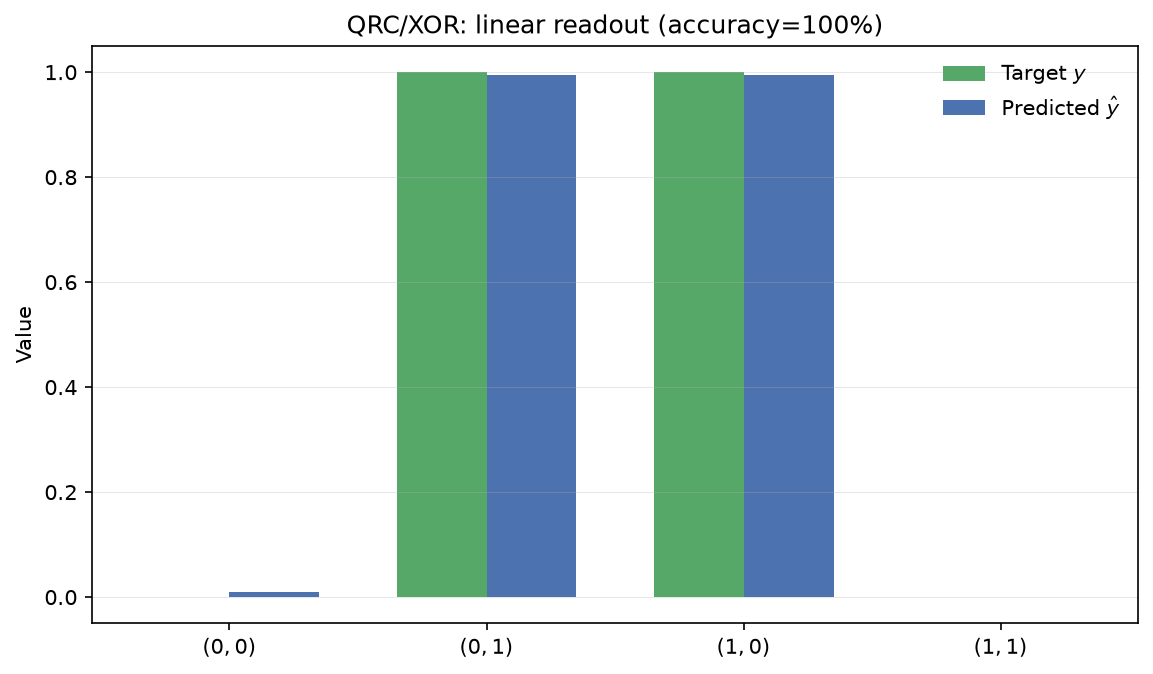 QRC/XOR: linear readout (accuracy=100%)
Target y
Predicted ŷ
Value
1.0
0.8
0.6
0.4
0.2
0.0
(0, 0)
(0, 1)
(1, 0)
(1, 1)